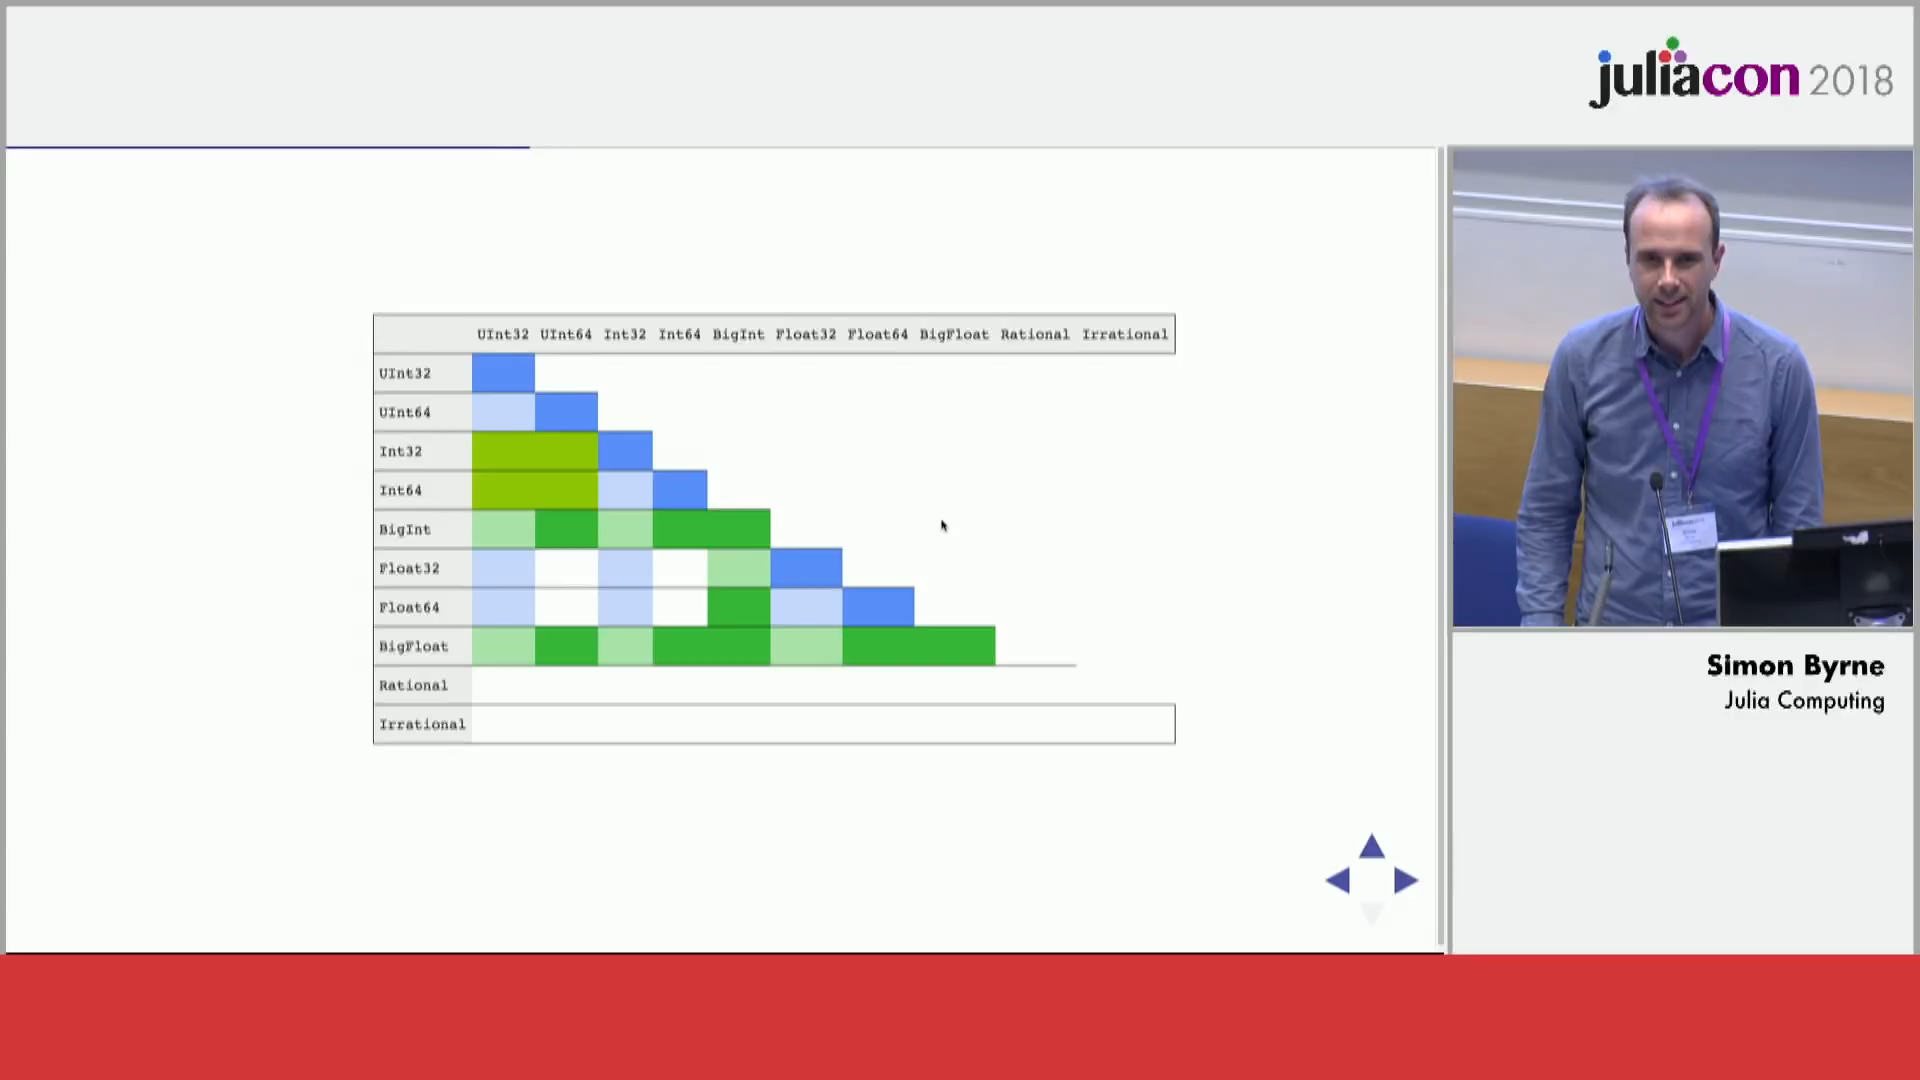 juliacon 2018
UInt32 UInt64 Int32 Int64 BigInt Float32 Float64 BigFloat Rational Irrational
UInt32
UInt64
Int32
Int64
BigInt
Float32
Float64
BigFloat
Rational
Irrational
Simon Byrne
Julia Computing